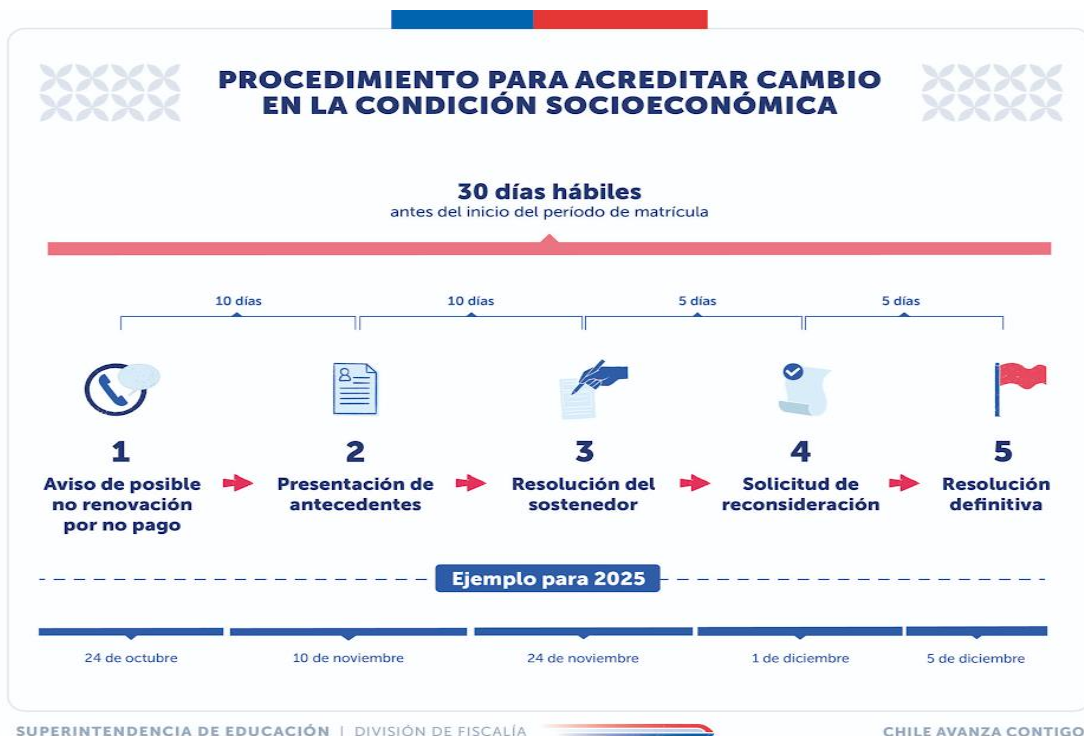 PROCEDIMIENTO PARA ACREDITAR CAMBIO
EN LA CONDICIÓN SOCIOECONÓMICA
30 días hábiles
antes del inicio del período de matrícula
10 días
10 días
5 días
5 días
1
Aviso de posible
no renovación
por no pago
2
Presentación de
antecedentes
3
Resolución del
sostenedor
4
Solicitud de
reconsideración
5
Resolución
definitiva
Ejemplo para 2025
24 de octubre
10 de noviembre
24 de noviembre
1 de diciembre
5 de diciembre
SUPERINTENDENCIA DE EDUCACIÓN | DIVISIÓN DE FISCALÍA
CHILE AVANZA CONTIGO